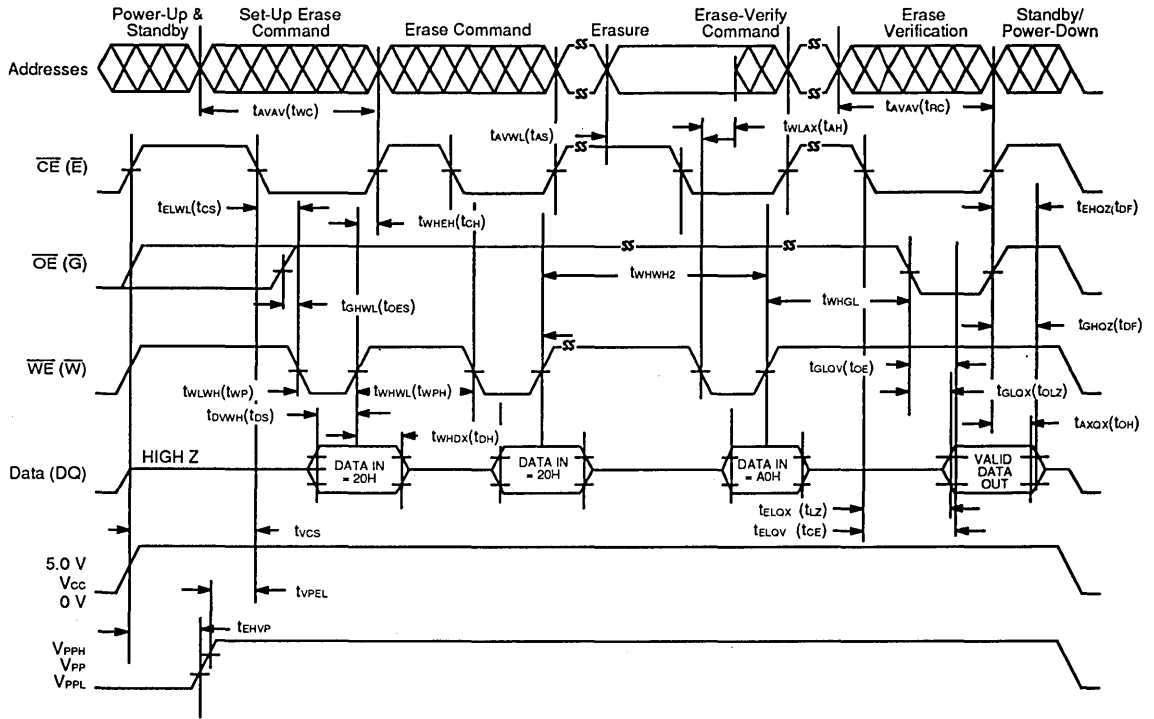 Power-Up &
Standby
Set-Up Erase
Command
Erase Command
Erasure
Erase-Verify
Command
Erase
Verification
Standby/
Power-Down
Addresses
tAVAV(tWC)
tAVWL(tAS)
tWLAX(tAH)
tAVAV(tRC)
CE (E)
tELWL(tCS)
tWHEH(tCH)
tEHQZ(tDF)
OE (G)
tWHWH2
tWHGL
tGHWL(tOES)
tGHQZ(tDF)
WE (W)
tGLQV(tOE)
tWLWH(tWP)
tWHWL(tWPH)
tGLQX(tOLZ)
tDVWH(tDS)
tWHDX(tDH)
tAXQX(tOH)
HIGH Z
Data (DQ)
DATA IN
= 20H
DATA IN
= 20H
DATA IN
= A0H
VALID
DATA
OUT
tELQX (tLZ)
tVCS
tELQV (tCE)
5.0 V
VCC
0 V
tVPEL
tEHVP
VPPH
VPP
VPPL